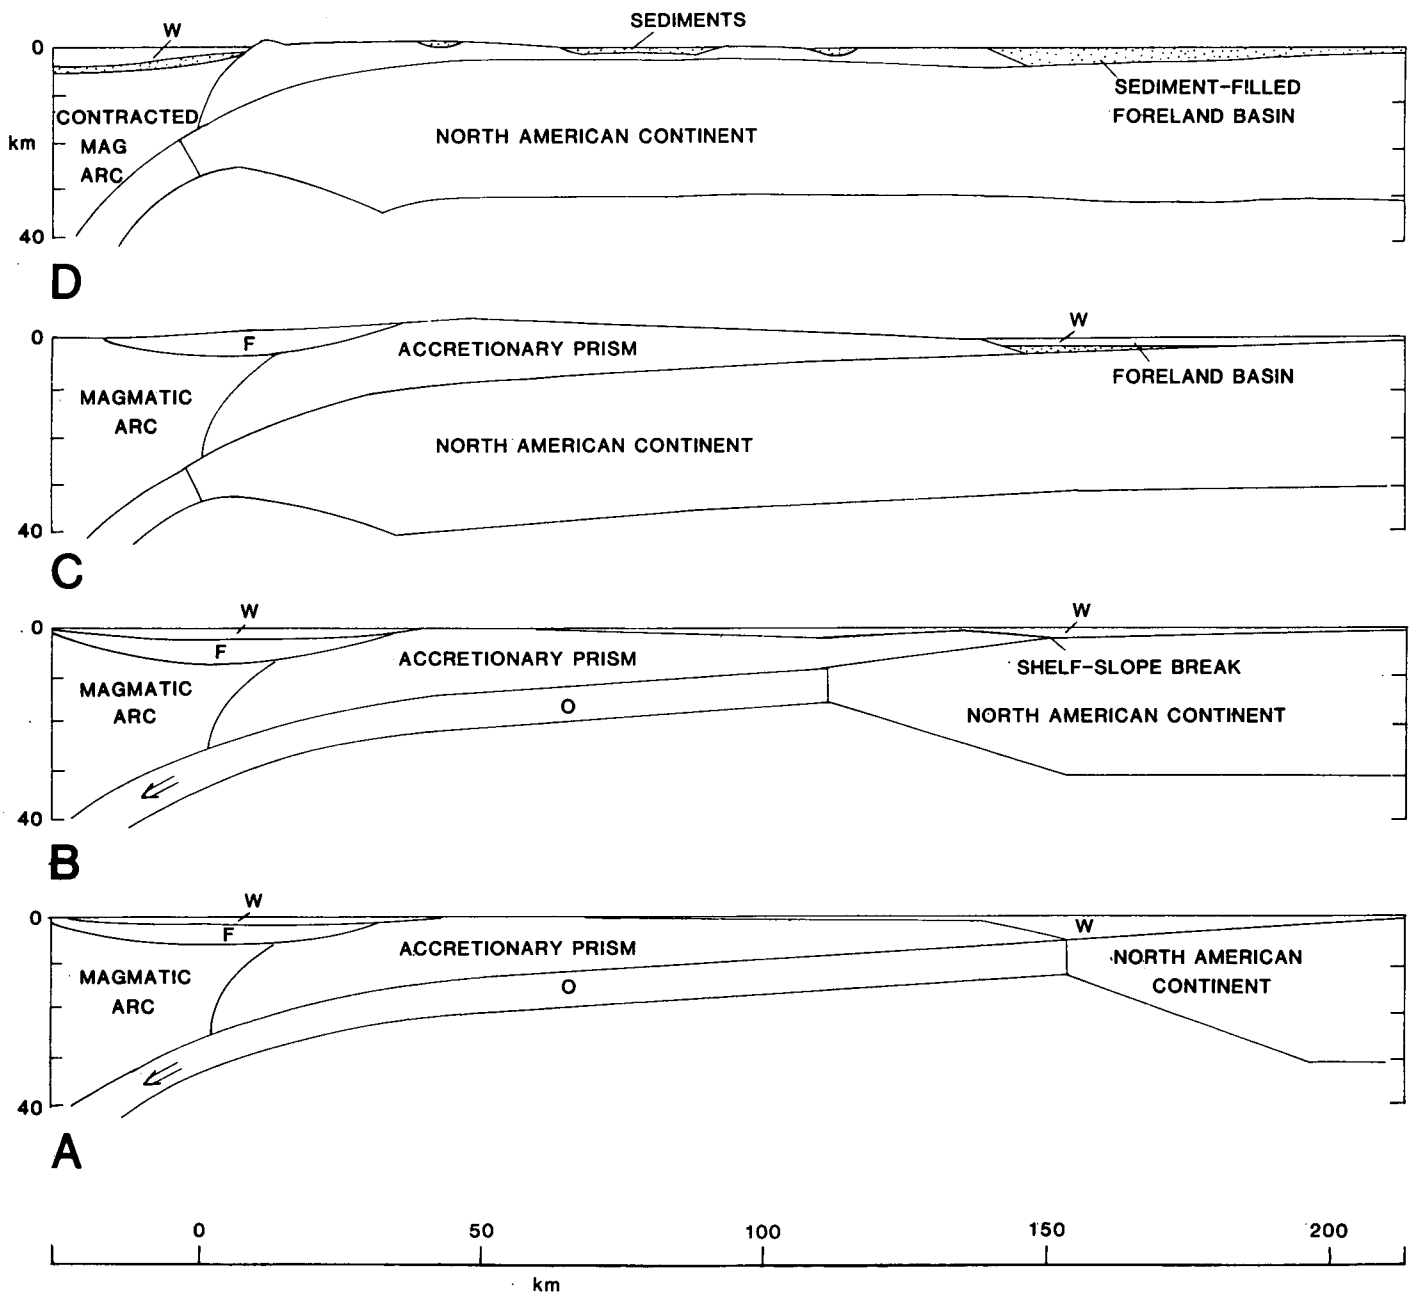 W
SEDIMENTS
0
SEDIMENT-FILLED
FORELAND BASIN
CONTRACTED
MAG
ARC
km
NORTH AMERICAN CONTINENT
40
D
0
W
F
ACCRETIONARY PRISM
FORELAND BASIN
MAGMATIC
ARC
NORTH AMERICAN CONTINENT
40
C
W
W
0
F
ACCRETIONARY PRISM
SHELF-SLOPE BREAK
MAGMATIC
ARC
O
NORTH AMERICAN CONTINENT
40
B
W
0
F
W
ACCRETIONARY PRISM
NORTH AMERICAN
CONTINENT
MAGMATIC
ARC
O
40
A
0 50 100 150 200
km